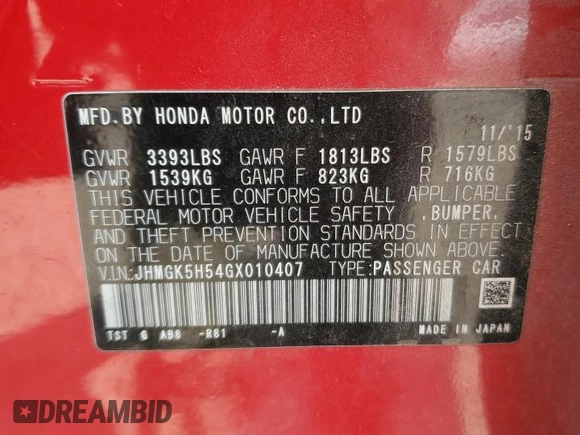 MFD.BY HONDA MOTOR CO.,LTD
11/'15
GVWR 3393LBS GAWR F 1813LBS R 1579LBS
GVWR 1539KG GAWR F 823KG R 716KG
THIS VEHICLE CONFORMS TO ALL APPLICABLE
FEDERAL MOTOR VEHICLE SAFETY ,BUMPER,
AND THEFT PREVENTION STANDARDS IN EFFECT
ON THE DATE OF MANUFACTURE SHOWN ABOVE.
V.I.N:JHMGK5H54GX010407 TYPE:PASSENGER CAR
TST G AB8 -R81 -A MADE IN JAPAN
DREAMBID